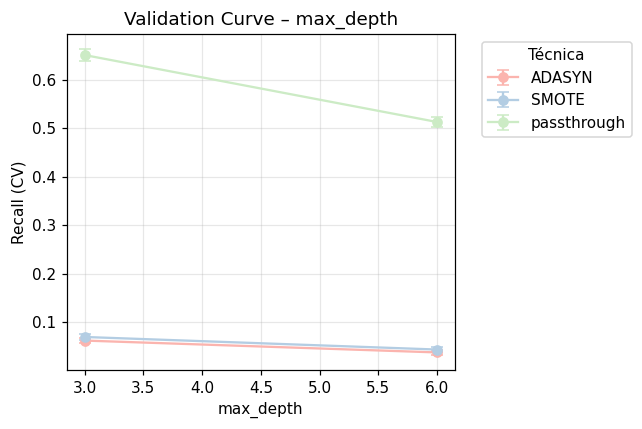 Validation Curve – max_depth
Recall (CV)
0.6
0.5
0.4
0.3
0.2
0.1
3.0 3.5 4.0 4.5 5.0 5.5 6.0
max_depth
Técnica
ADASYN
SMOTE
passthrough